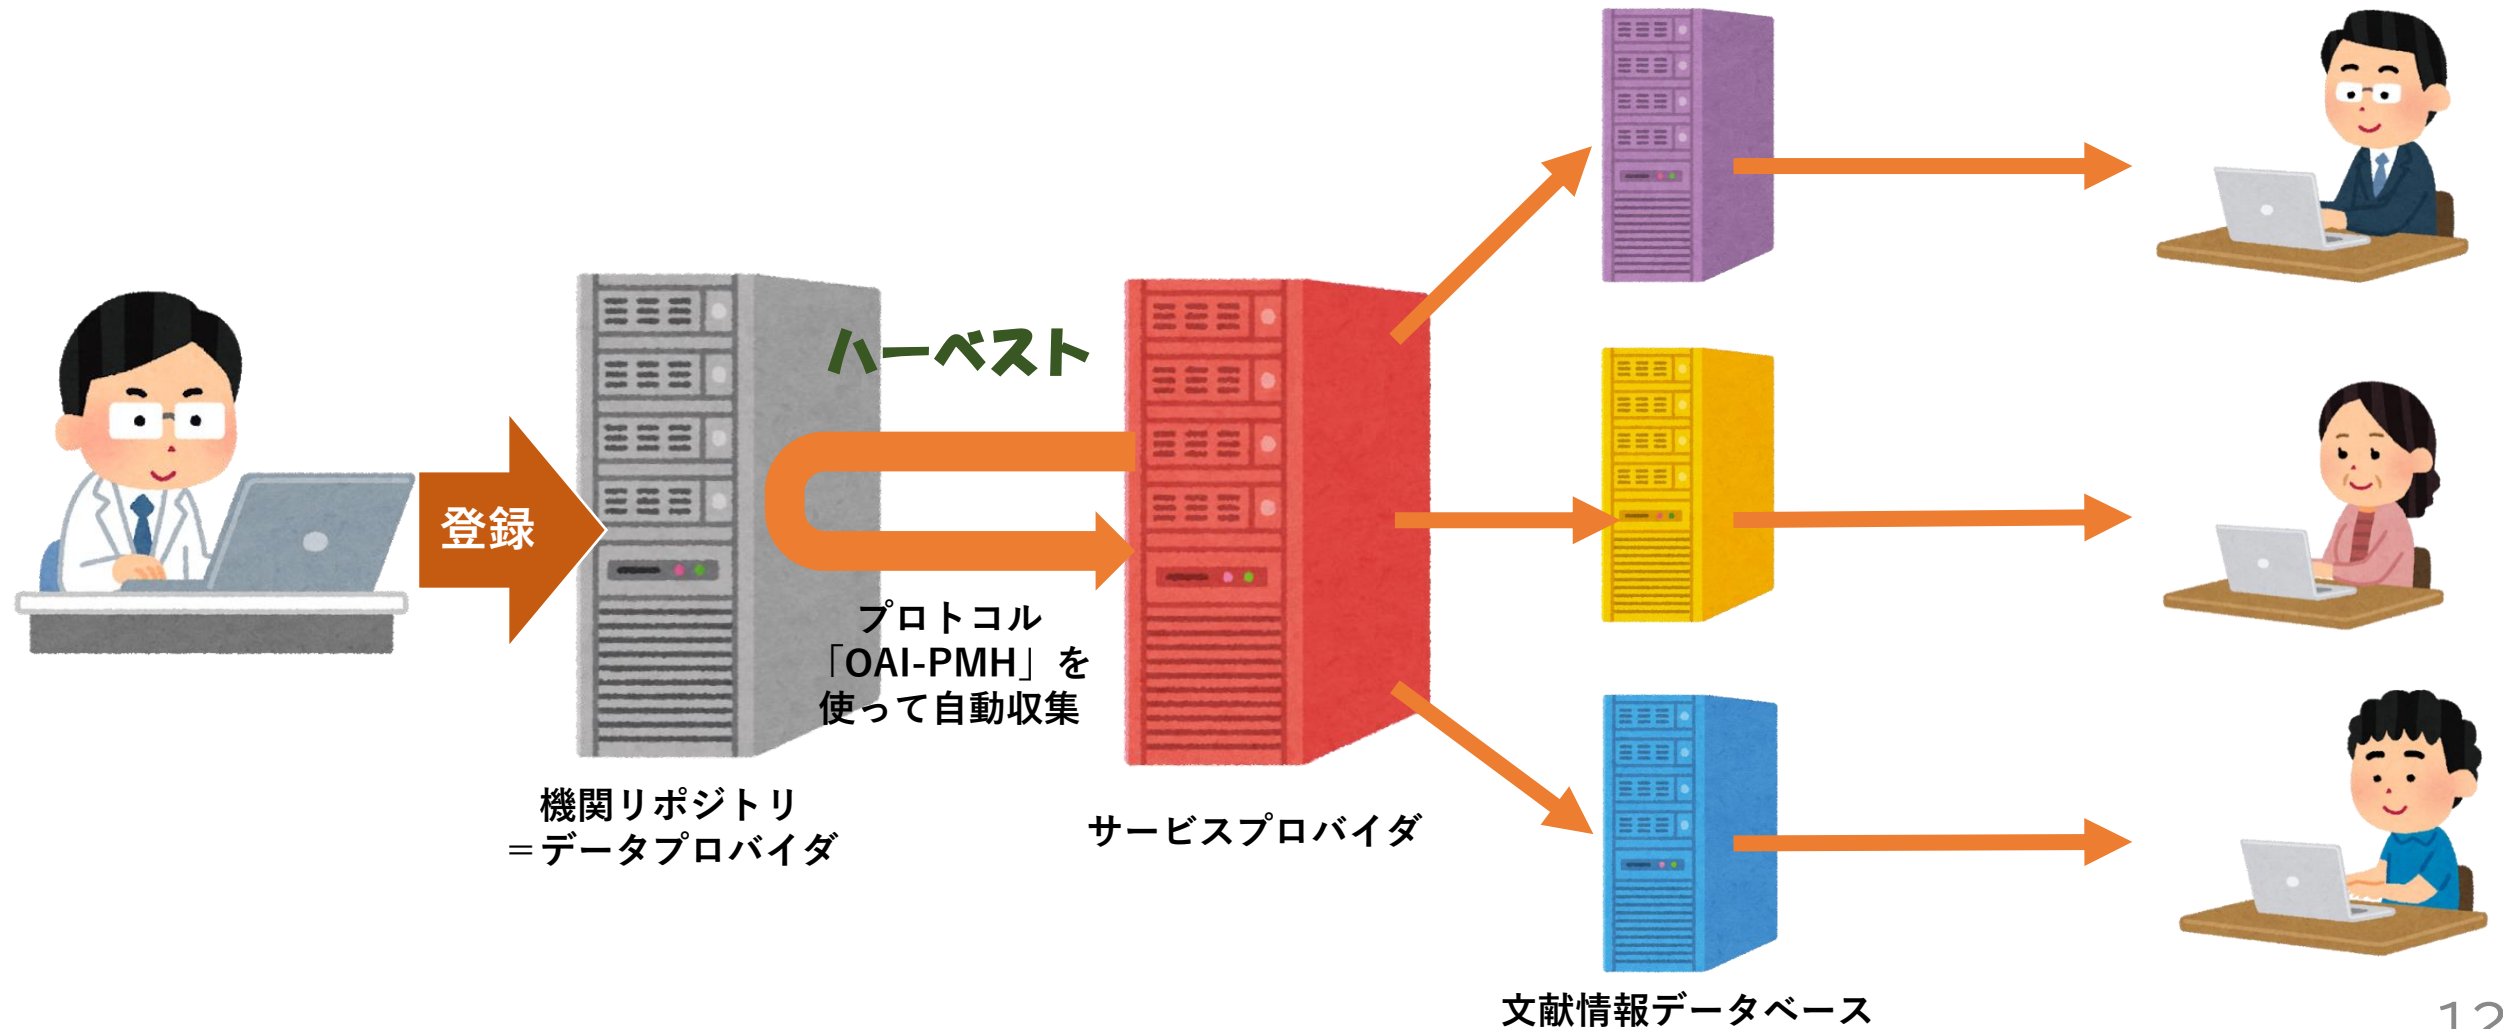 登録
ハーベスト
プロトコル
「OAI-PMH」を
使って自動収集
機関リポジトリ
＝データプロバイダ
サービスプロバイダ
文献情報データベース
12